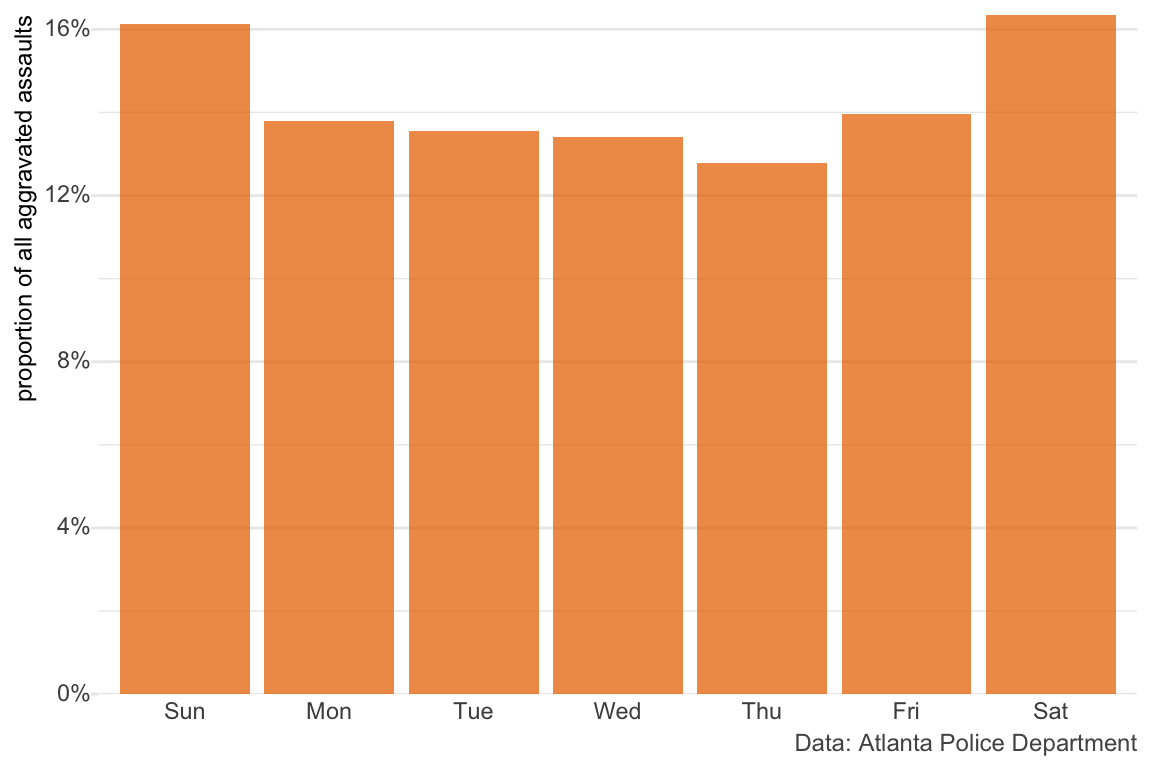 proportion of all aggravated assaults
16%
12%
8%
4%
0%
Sun Mon Tue Wed Thu Fri Sat
Data: Atlanta Police Department